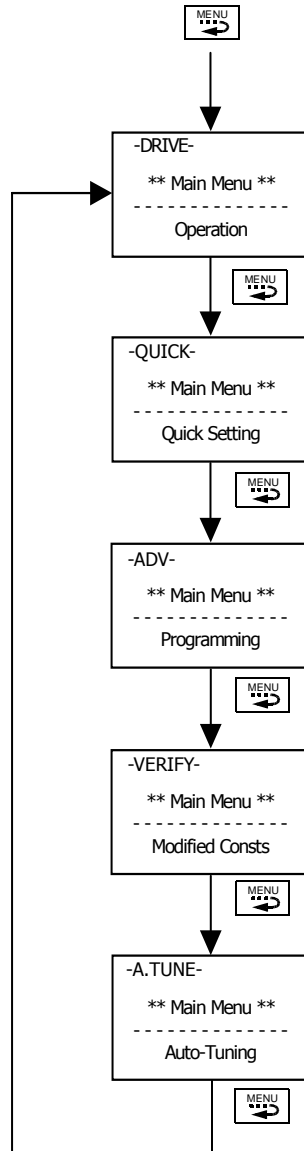 MENU
-DRIVE-
** Main Menu **
- - - - - - - - - - - - -
Operation
MENU
-QUICK-
** Main Menu **
- - - - - - - - - - - - -
Quick Setting
MENU
-ADV-
** Main Menu **
- - - - - - - - - - - - -
Programming
MENU
-VERIFY-
** Main Menu **
- - - - - - - - - - - - -
Modified Consts
MENU
-A.TUNE-
** Main Menu **
- - - - - - - - - - - - -
Auto-Tuning
MENU